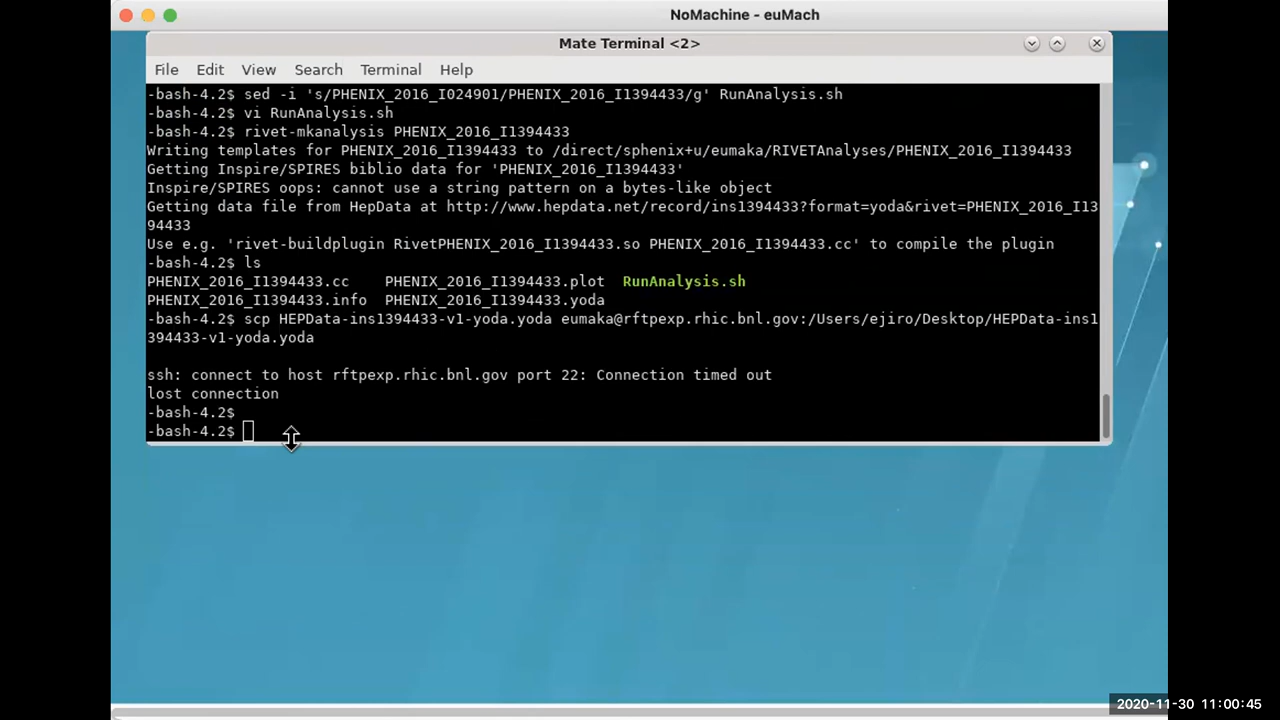 NoMachine - euMach
Mate Terminal <2>
File Edit View Search Terminal Help
-bash-4.2$ sed -i 's/PHENIX_2016_I024901/PHENIX_2016_I1394433/g' RunAnalysis.sh
-bash-4.2$ vi RunAnalysis.sh
-bash-4.2$ rivet-mkanalysis PHENIX_2016_I1394433
Writing templates for PHENIX_2016_I1394433 to /direct/sphenix+u/eumaka/RIVETAnalyses/PHENIX_2016_I1394433
Getting Inspire/SPIRES biblio data for 'PHENIX_2016_I1394433'
Inspire/SPIRES oops: cannot use a string pattern on a bytes-like object
Getting data file from HepData at http://www.hepdata.net/record/ins1394433?format=yoda&rivet=PHENIX_2016_I13
94433
Use e.g. 'rivet-buildplugin RivetPHENIX_2016_I1394433.so PHENIX_2016_I1394433.cc' to compile the plugin
-bash-4.2$ ls
PHENIX_2016_I1394433.cc PHENIX_2016_I1394433.plot RunAnalysis.sh
PHENIX_2016_I1394433.info PHENIX_2016_I1394433.yoda
-bash-4.2$ scp HEPData-ins1394433-v1-yoda.yoda eumaka@rftpexp.rhic.bnl.gov:/Users/ejiro/Desktop/HEPData-ins1
394433-v1-yoda.yoda
ssh: connect to host rftpexp.rhic.bnl.gov port 22: Connection timed out
lost connection
-bash-4.2$
-bash-4.2$
2020-11-30 11:00:45